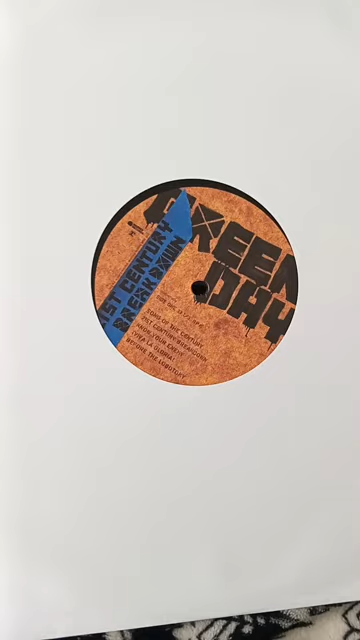 GREEN
DAY
21ST CENTURY
BREAKDOWN
SONG OF THE CENTURY
21ST CENTURY BREAKDOWN
KNOW YOUR ENEMY
¡VIVA LA GLORIA!
BEFORE THE LOBOTOMY